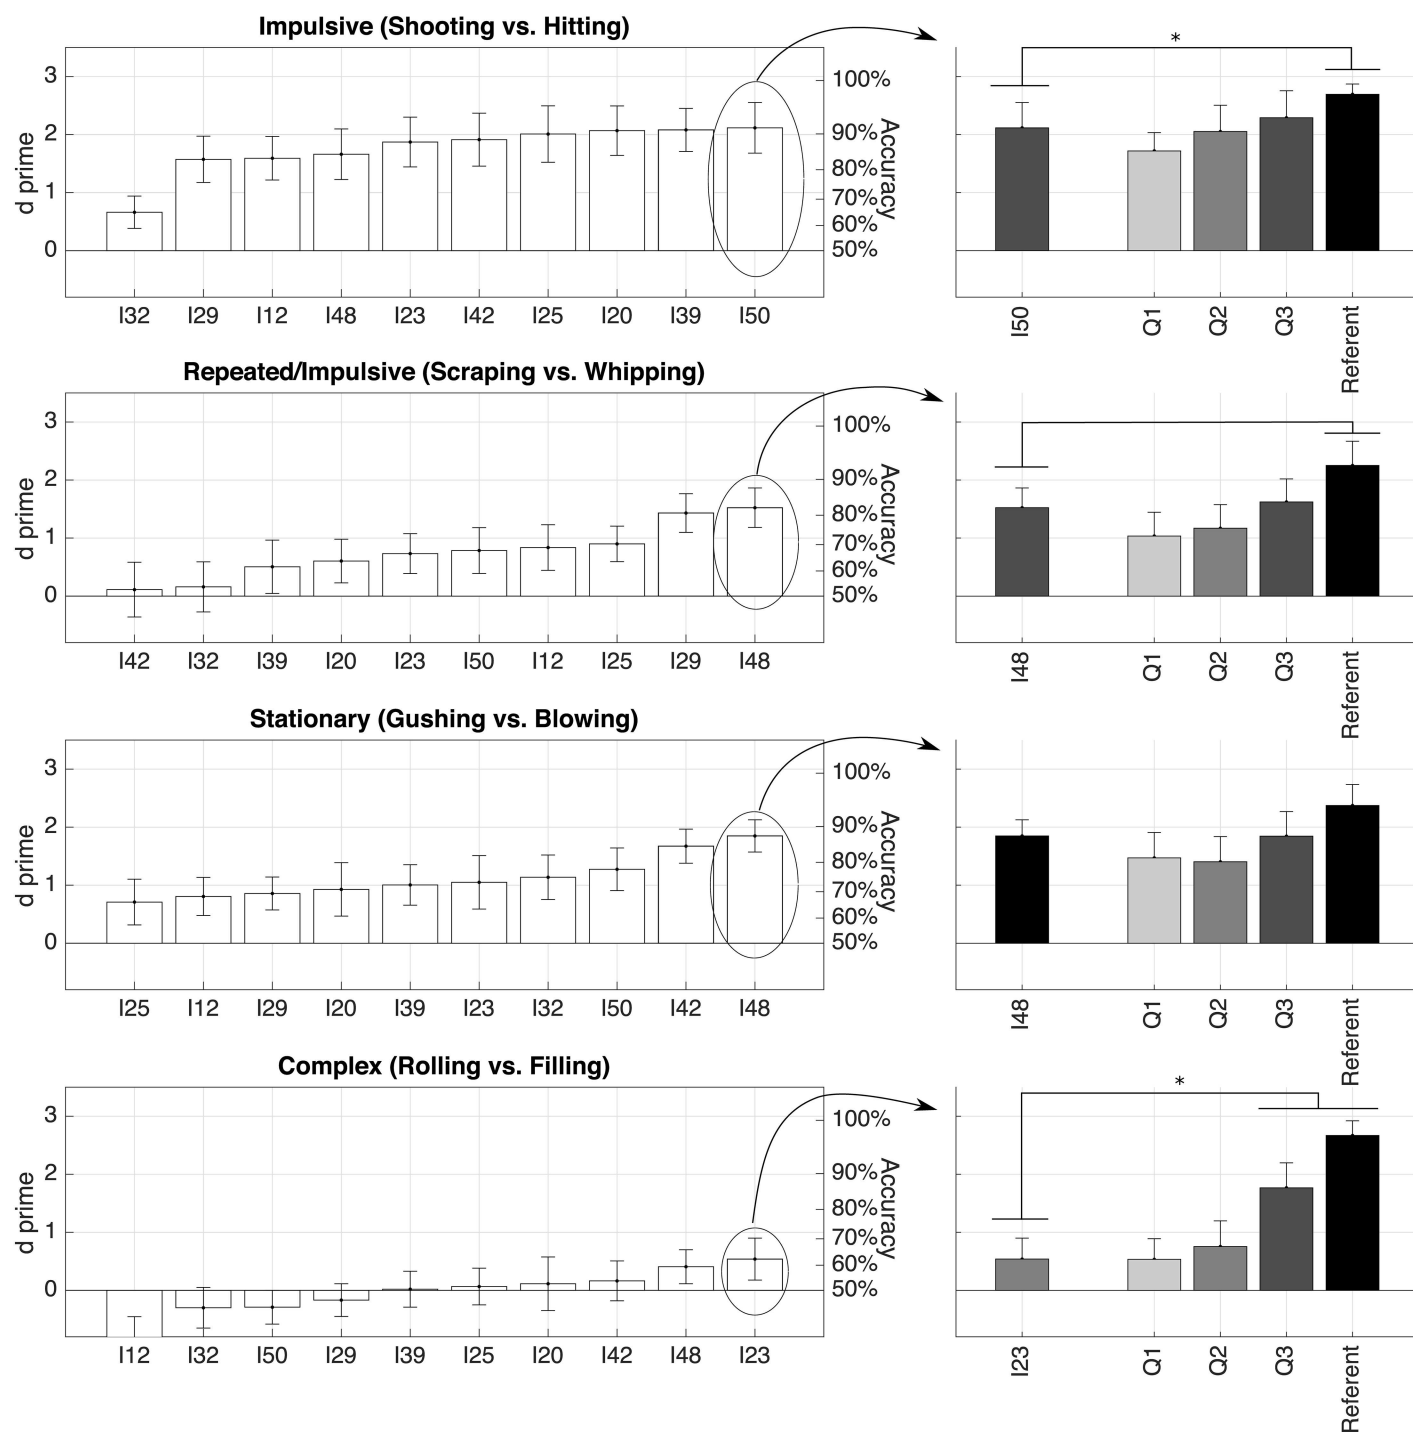 Impulsive (Shooting vs. Hitting)
3
2
1
0
d prime
100%
90%
80%
70%
60%
50%
Accuracy
I32 I29 I12 I48 I23 I42 I25 I20 I39 I50
*
I50 Q1 Q2 Q3 Referent
Repeated/Impulsive (Scraping vs. Whipping)
3
2
1
0
d prime
100%
90%
80%
70%
60%
50%
Accuracy
I42 I32 I39 I20 I23 I50 I12 I25 I29 I48
I48 Q1 Q2 Q3 Referent
Stationary (Gushing vs. Blowing)
3
2
1
0
d prime
100%
90%
80%
70%
60%
50%
Accuracy
I25 I12 I29 I20 I39 I23 I32 I50 I42 I48
I48 Q1 Q2 Q3 Referent
Complex (Rolling vs. Filling)
3
2
1
0
d prime
100%
90%
80%
70%
60%
50%
Accuracy
I12 I32 I50 I29 I39 I25 I20 I42 I48 I23
*
I23 Q1 Q2 Q3 Referent